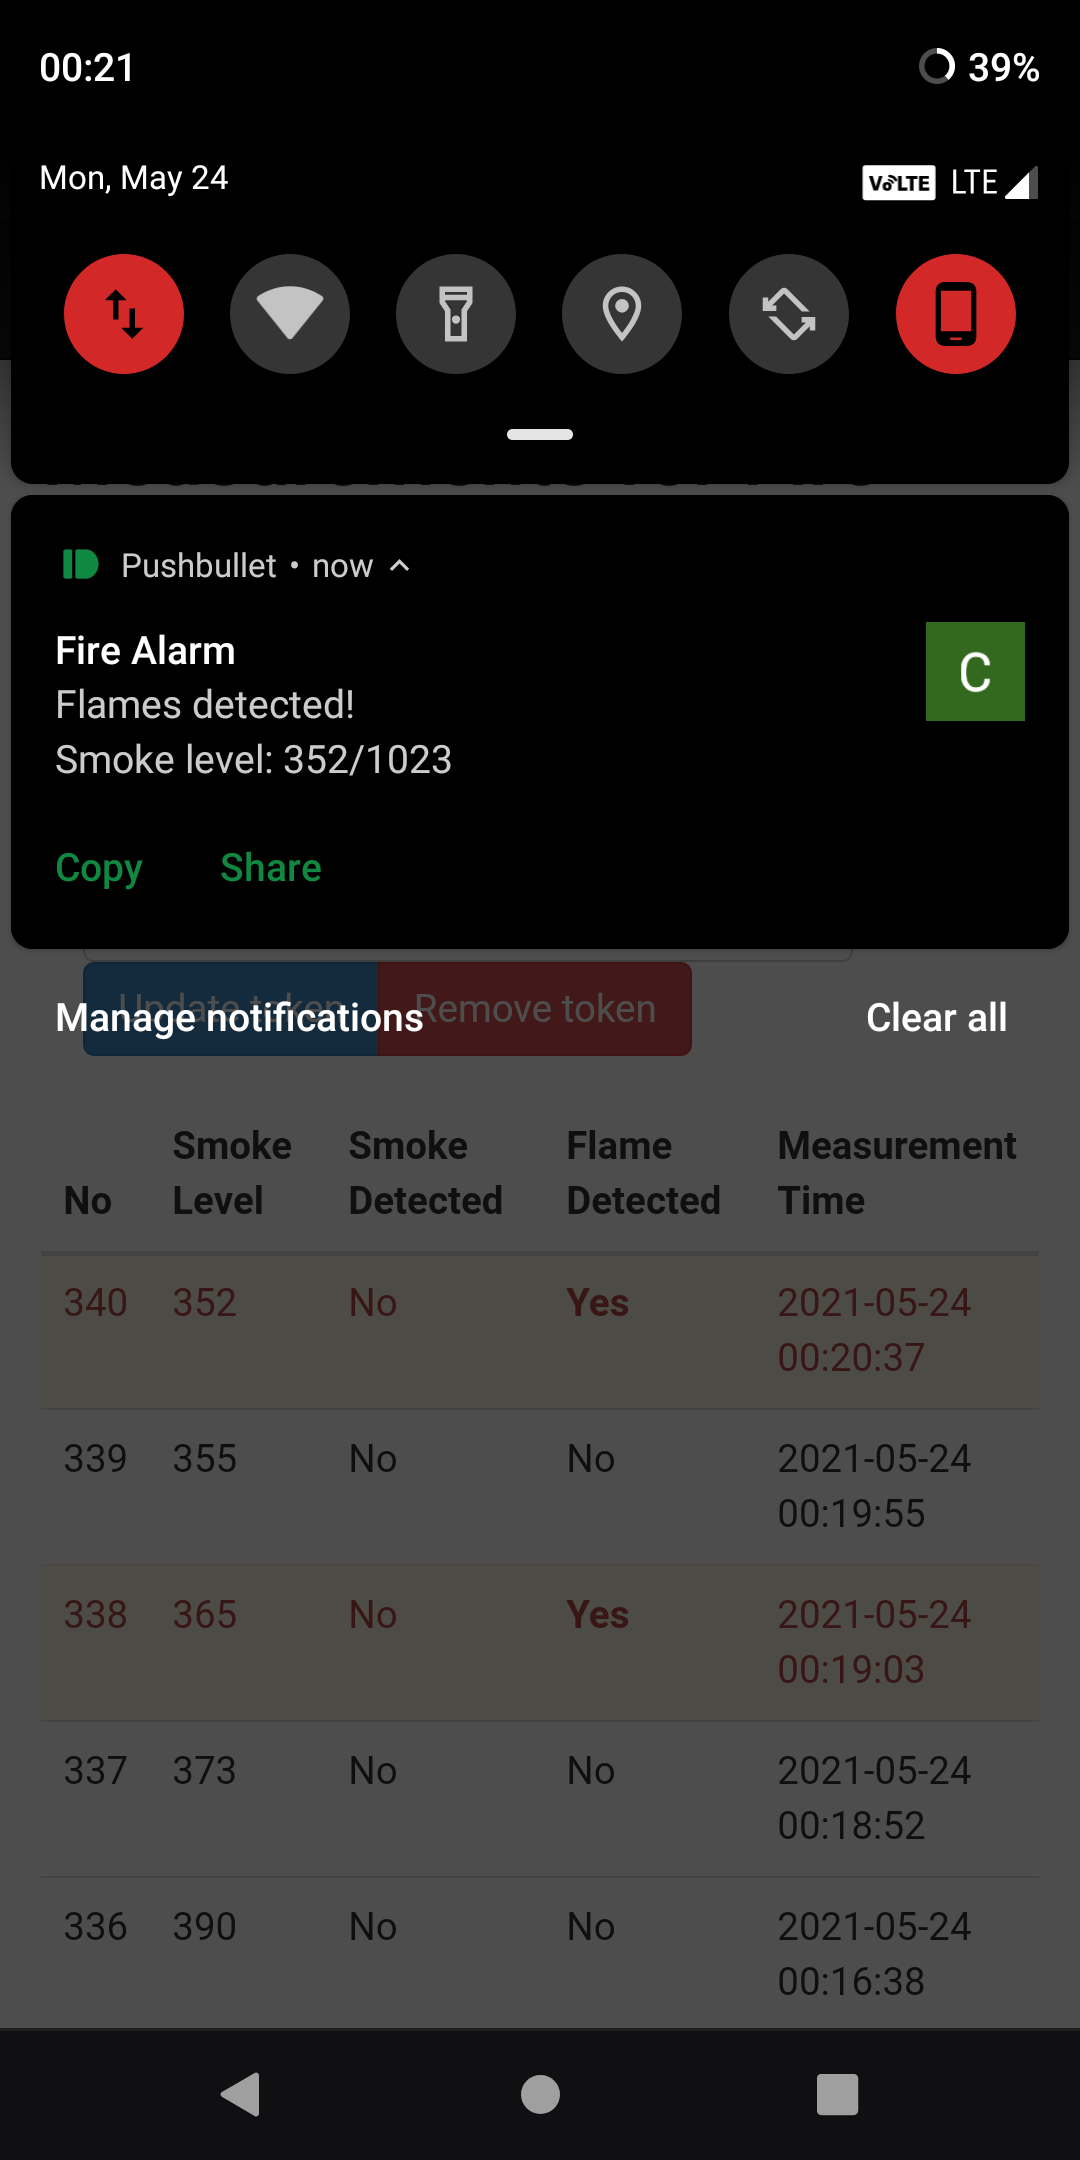 00:21
39%
Mon, May 24
VoLTE LTE
Pushbullet • now
Fire Alarm
C
Flames detected!
Smoke level: 352/1023
Copy Share
Update token Remove token
Manage notifications Clear all
No Smoke Level Smoke Detected Flame Detected Measurement Time
340 352 No Yes 2021-05-24
00:20:37
339 355 No No 2021-05-24
00:19:55
338 365 No Yes 2021-05-24
00:19:03
337 373 No No 2021-05-24
00:18:52
336 390 No No 2021-05-24
00:16:38